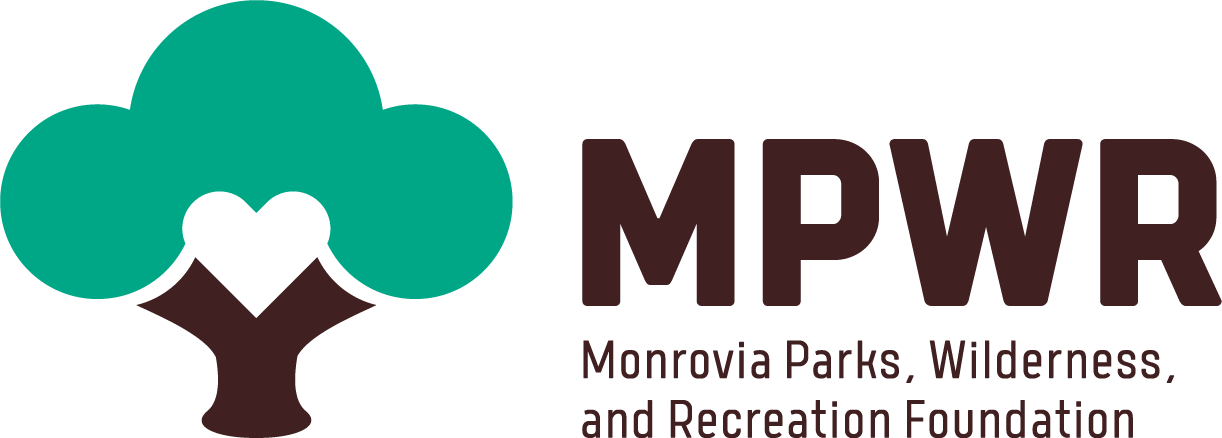 MPWR
Monrovia Parks, Wilderness,
and Recreation Foundation